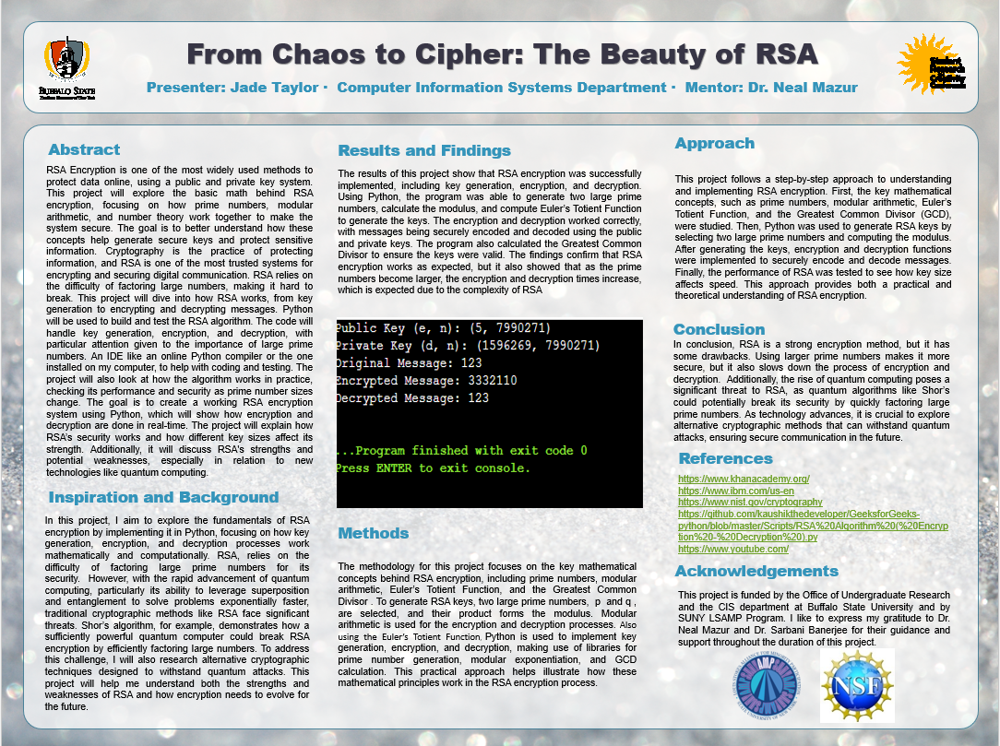 From Chaos to Cipher: The Beauty of RSA
Presenter: Jade Taylor · Computer Information Systems Department · Mentor: Dr. Neal Mazur
BUFFALO STATE
Student
Research
Creativity
Conference
Abstract
RSA Encryption is one of the most widely used methods to
protect data online, using a public and private key system.
This project will explore the basic math behind RSA
encryption, focusing on how prime numbers, modular
arithmetic, and number theory work together to make the
system secure. The goal is to better understand how these
concepts help generate secure keys and protect sensitive
information. Cryptography is the practice of protecting
information, and RSA is one of the most trusted systems for
encrypting and securing digital communication. RSA relies on
the difficulty of factoring large numbers, making it hard to
break. This project will dive into how RSA works, from key
generation to encrypting and decrypting messages. Python
will be used to build and test the RSA algorithm. The code will
handle key generation, encryption, and decryption, with
particular attention given to the importance of large prime
numbers. An IDE like an online Python compiler or the one
installed on my computer, to help with coding and testing. The
project will also look at how the algorithm works in practice,
checking its performance and security as prime number sizes
change. The goal is to create a working RSA encryption
system using Python, which will show how encryption and
decryption are done in real-time. The project will explain how
RSA's security works and how different key sizes affect its
strength. Additionally, it will discuss RSA's strengths and
potential weaknesses, especially in relation to new
technologies like quantum computing.
Inspiration and Background
In this project, I aim to explore the fundamentals of RSA
encryption by implementing it in Python, focusing on how key
generation, encryption, and decryption processes work
mathematically and computationally. RSA, relies on the
difficulty of factoring large prime numbers for its
security. However, with the rapid advancement of quantum
computing, particularly its ability to leverage superposition
and entanglement to solve problems exponentially faster,
traditional cryptographic methods like RSA face significant
threats. Shor's algorithm, for example, demonstrates how a
sufficiently powerful quantum computer could break RSA
encryption by efficiently factoring large numbers. To address
this challenge, I will also research alternative cryptographic
techniques designed to withstand quantum attacks. This
project will help me understand both the strengths and
weaknesses of RSA and how encryption needs to evolve for
the future.
Results and Findings
The results of this project show that RSA encryption was successfully
implemented, including key generation, encryption, and decryption.
Using Python, the program was able to generate two large prime
numbers, calculate the modulus, and compute Euler's Totient Function
to generate the keys. The encryption and decryption worked correctly,
with messages being securely encoded and decoded using the public
and private keys. The program also calculated the Greatest Common
Divisor to ensure the keys were valid. The findings confirm that RSA
encryption works as expected, but it also showed that as the prime
numbers become larger, the encryption and decryption times increase,
which is expected due to the complexity of RSA
Public Key (e, n): (5, 7990271)
Private Key (d, n): (1596269, 7990271)
Original Message: 123
Encrypted Message: 3332110
Decrypted Message: 123
...Program finished with exit code 0
Press ENTER to exit console.
Methods
The methodology for this project focuses on the key mathematical
concepts behind RSA encryption, including prime numbers, modular
arithmetic, Euler's Totient Function, and the Greatest Common
Divisor . To generate RSA keys, two large prime numbers, p and q ,
are selected, and their product forms the modulus. Modular
arithmetic is used for the encryption and decryption processes. Also
using the Euler's Totient Function. Python is used to implement key
generation, encryption, and decryption, making use of libraries for
prime number generation, modular exponentiation, and GCD
calculation. This practical approach helps illustrate how these
mathematical principles work in the RSA encryption process.
Approach
This project follows a step-by-step approach to understanding
and implementing RSA encryption. First, the key mathematical
concepts, such as prime numbers, modular arithmetic, Euler's
Totient Function, and the Greatest Common Divisor (GCD),
were studied. Then, Python was used to generate RSA keys by
selecting two large prime numbers and computing the modulus.
After generating the keys, encryption and decryption functions
were implemented to securely encode and decode messages.
Finally, the performance of RSA was tested to see how key size
affects speed. This approach provides both a practical and
theoretical understanding of RSA encryption.
Conclusion
In conclusion, RSA is a strong encryption method, but it has
some drawbacks. Using larger prime numbers makes it more
secure, but it also slows down the process of encryption and
decryption. Additionally, the rise of quantum computing poses a
significant threat to RSA, as quantum algorithms like Shor's
could potentially break its security by quickly factoring large
prime numbers. As technology advances, it is crucial to explore
alternative cryptographic methods that can withstand quantum
attacks, ensuring secure communication in the future.
References
https://www.khanacademy.org/
https://www.ibm.com/us-en
https://www.nist.gov/cryptography
https://github.com/kaushikthedeveloper/GeeksforGeeks-
python/blob/master/Scripts/RSA%20Algorithm%20(%20Encryp
tion%20-%20Decryption%20).py
https://www.youtube.com/
Acknowledgements
This project is funded by the Office of Undergraduate Research
and the CIS department at Buffalo State University and by
SUNY LSAMP Program. I like to express my gratitude to Dr.
Neal Mazur and Dr. Sarbani Banerjee for their guidance and
support throughout the duration of this project.
NSF